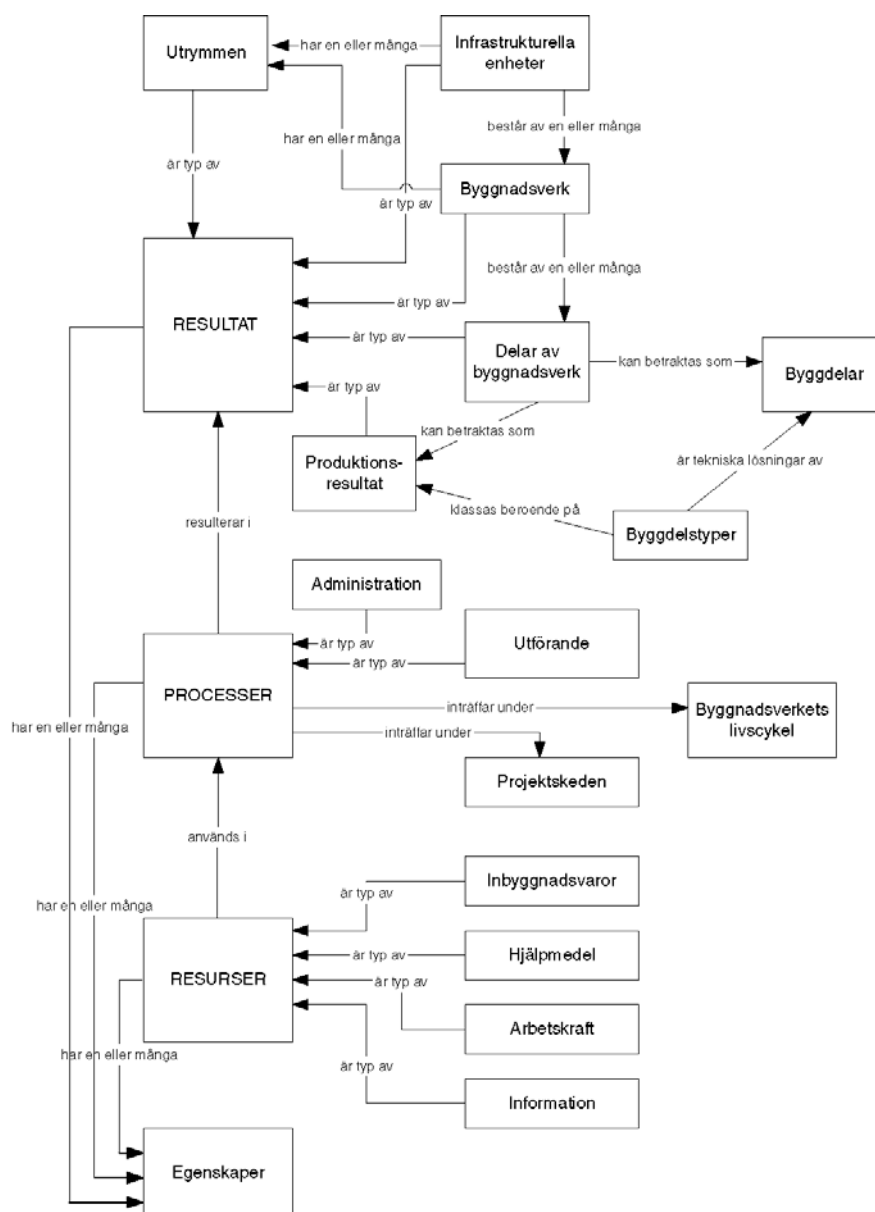 Utrymmen
har en eller många
Infrastrukturella
enheter
består av en eller många
har en eller många
är typ av
Byggnadsverk
är typ av
består av en eller många
RESULTAT
är typ av
är typ av
Delar av
byggnadsverk
kan betraktas som
Byggdelar
är typ av
kan betraktas som
Produktions-
resultat
är tekniska lösningar av
klassas beroende på
Byggdelstyper
resulterar i
Administration
är typ av
Utförande
är typ av
PROCESSER
inträffar under
Byggnadsverkets
livscykel
har en eller många
inträffar under
Projektskeden
används i
Inbyggnadsvaror
är typ av
har en eller många
är typ av
Hjälpmedel
RESURSER
är typ av
Arbetskraft
har en eller många
är typ av
Information
Egenskaper